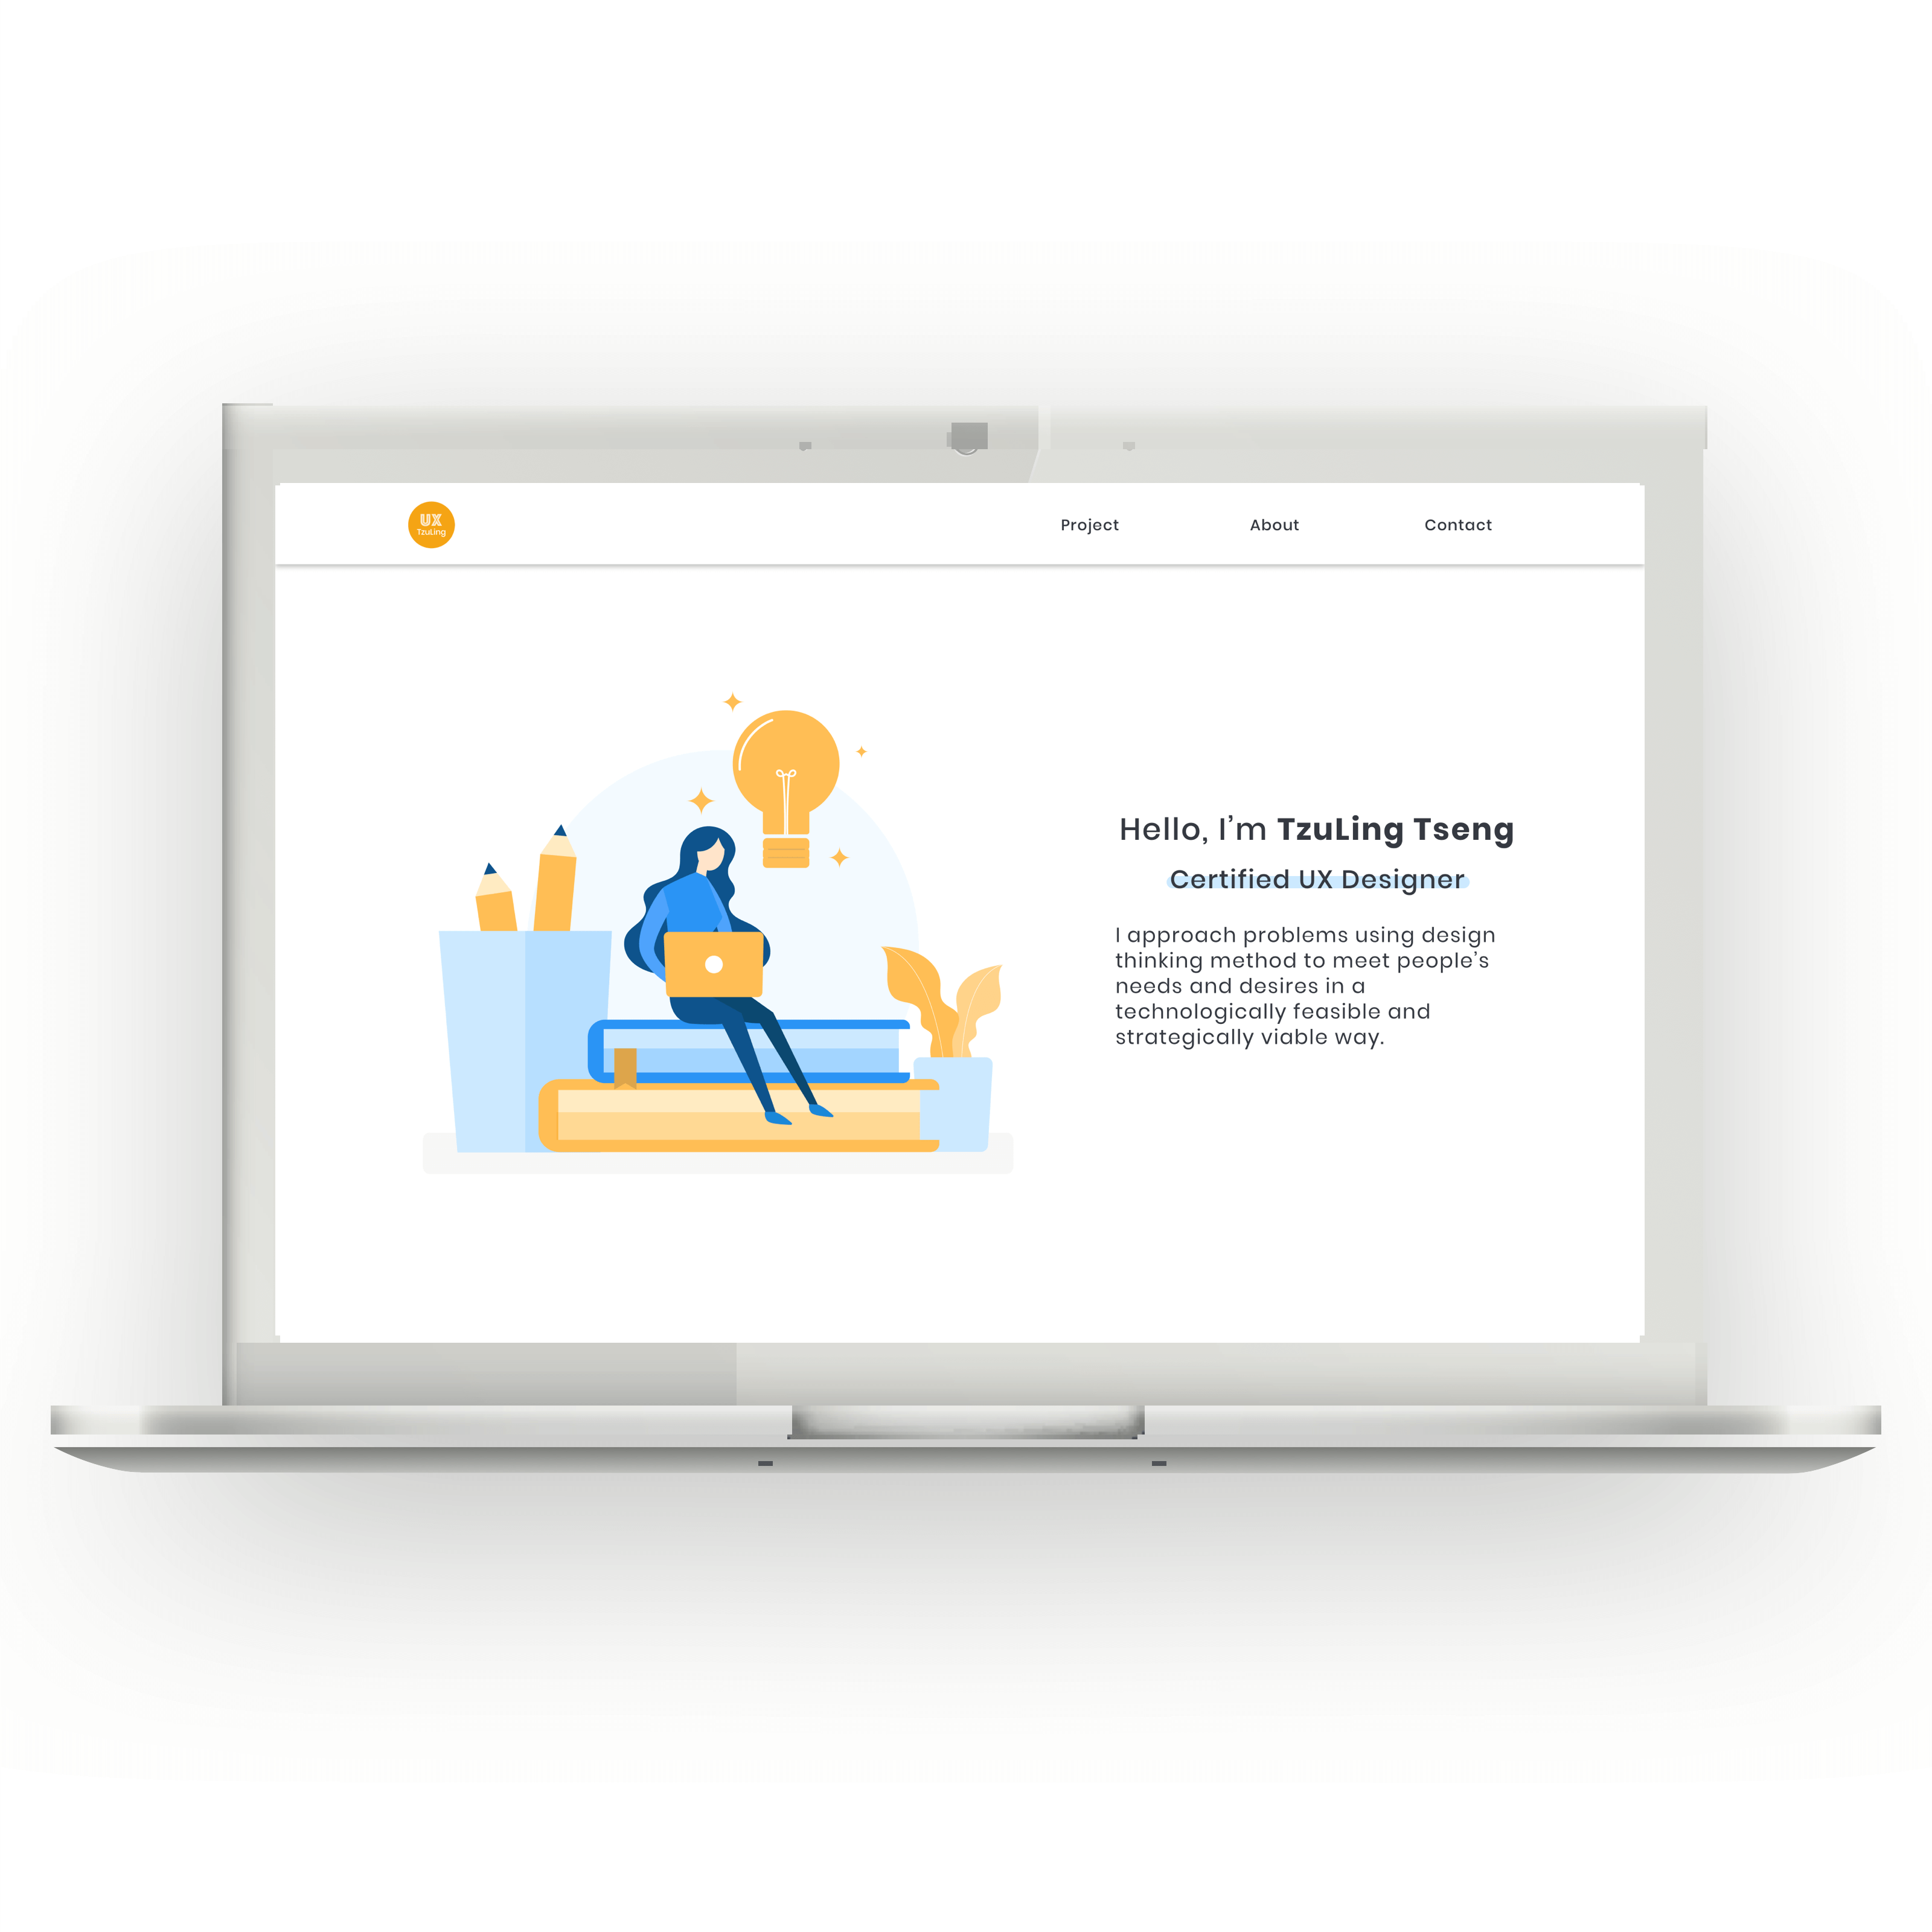 UX
TzuLing
Project
About
Contact
Hello, I’m TzuLing Tseng
Certified UX Designer
I approach problems using design
thinking method to meet people’s
needs and desires in a
technologically feasible and
strategically viable way.